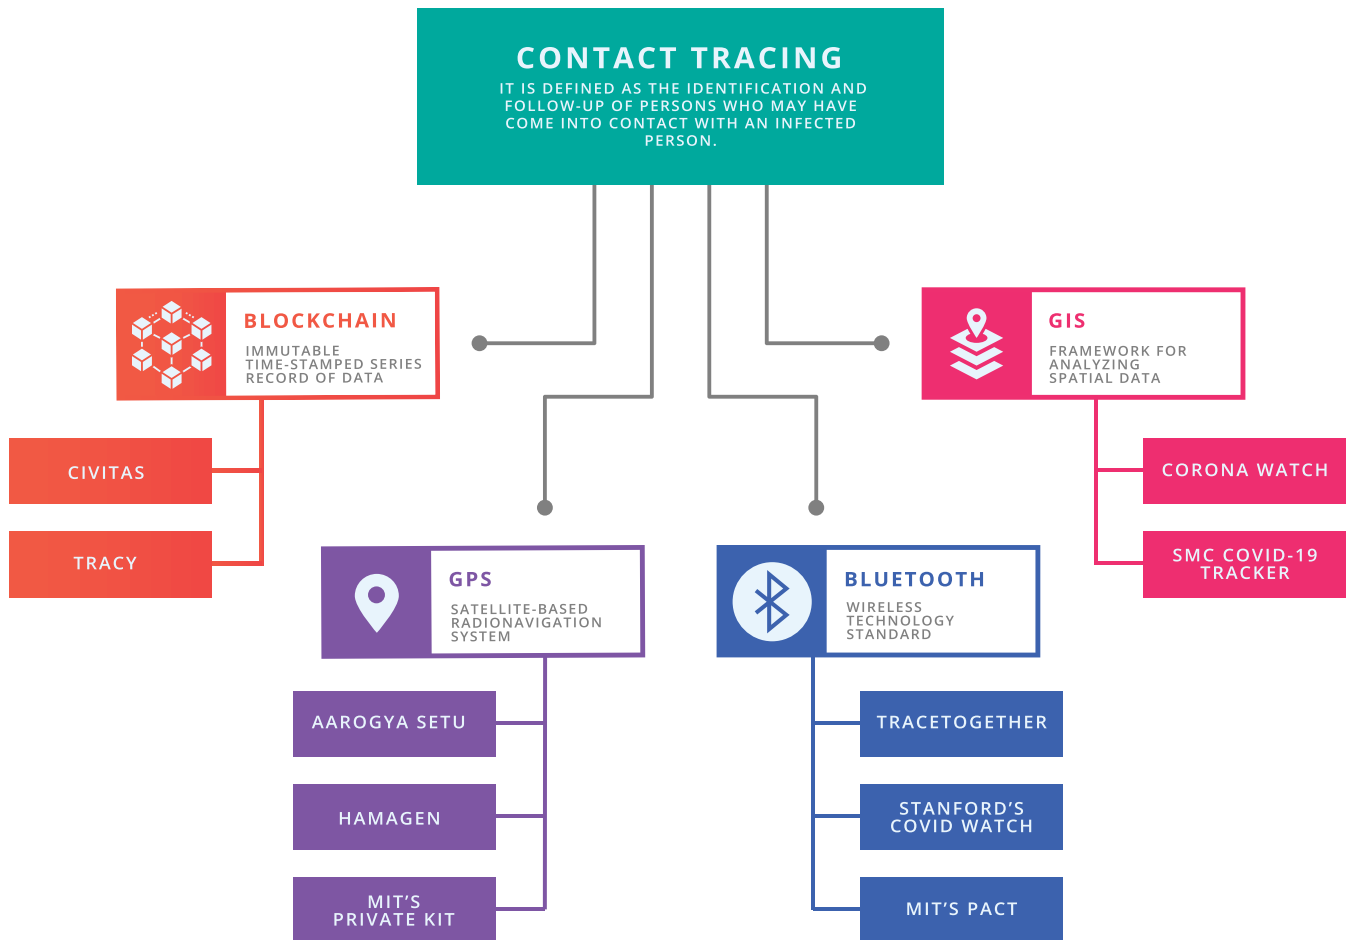 CONTACT TRACING
IT IS DEFINED AS THE IDENTIFICATION AND
FOLLOW-UP OF PERSONS WHO MAY HAVE
COME INTO CONTACT WITH AN INFECTED
PERSON.
BLOCKCHAIN
IMMUTABLE
TIME-STAMPED SERIES
RECORD OF DATA
CIVITAS
TRACY
GIS
FRAMEWORK FOR
ANALYZING
SPATIAL DATA
CORONA WATCH
SMC COVID-19
TRACKER
GPS
SATELLITE-BASED
RADIONAVIGATION
SYSTEM
AAROGYA SETU
HAMAGEN
MIT'S
PRIVATE KIT
BLUETOOTH
WIRELESS
TECHNOLOGY
STANDARD
TRACETOGETHER
STANFORD'S
COVID WATCH
MIT'S PACT